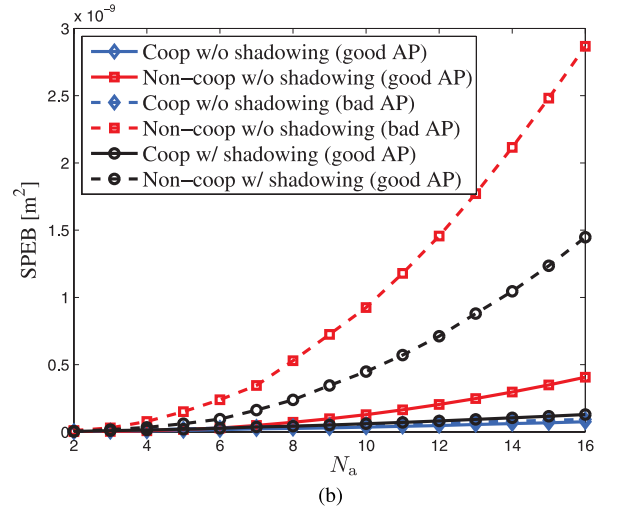 × 10⁻⁹
3
2.5
2
1.5
1
0.5
0
SPEB [m²]
Coop w/o shadowing (good AP)
Non−coop w/o shadowing (good AP)
Coop w/o shadowing (bad AP)
Non−coop w/o shadowing (bad AP)
Coop w/ shadowing (good AP)
Non−coop w/ shadowing (good AP)
2 4 6 8 10 12 14 16
Nₐ
(b)